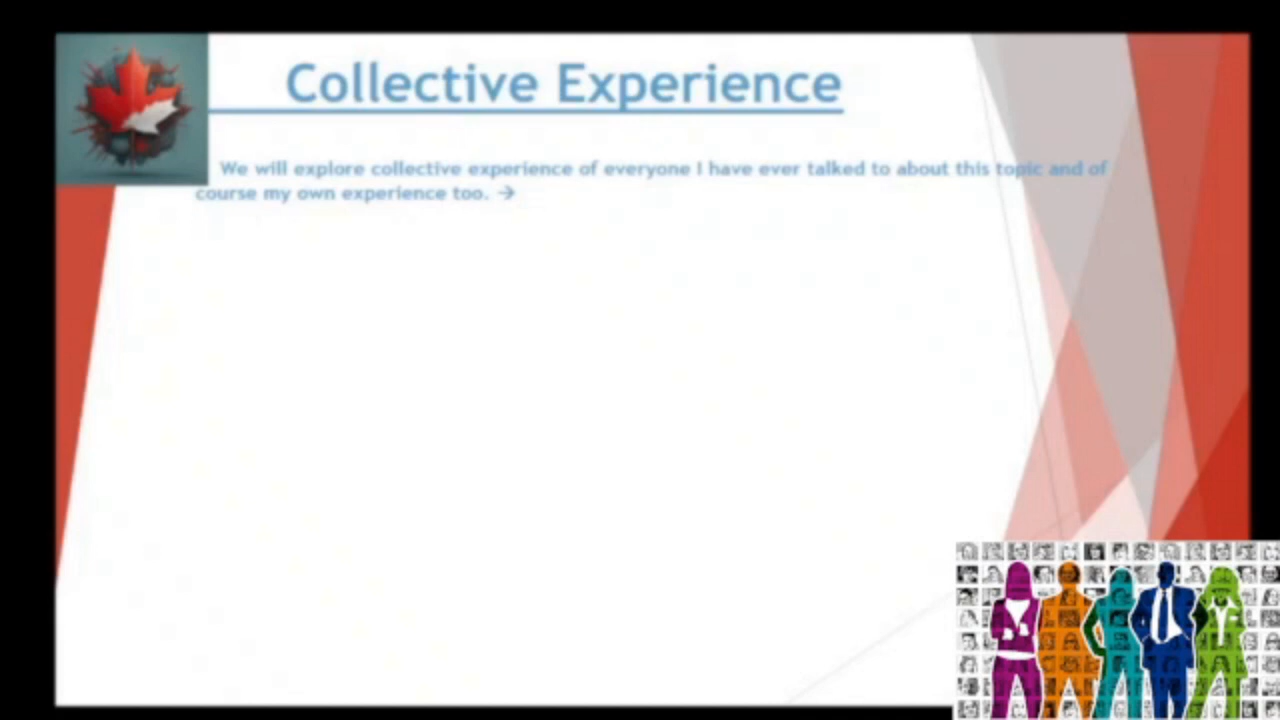 Collective Experience
We will explore collective experience of everyone I have ever talked to about this topic and of
course my own experience too. →